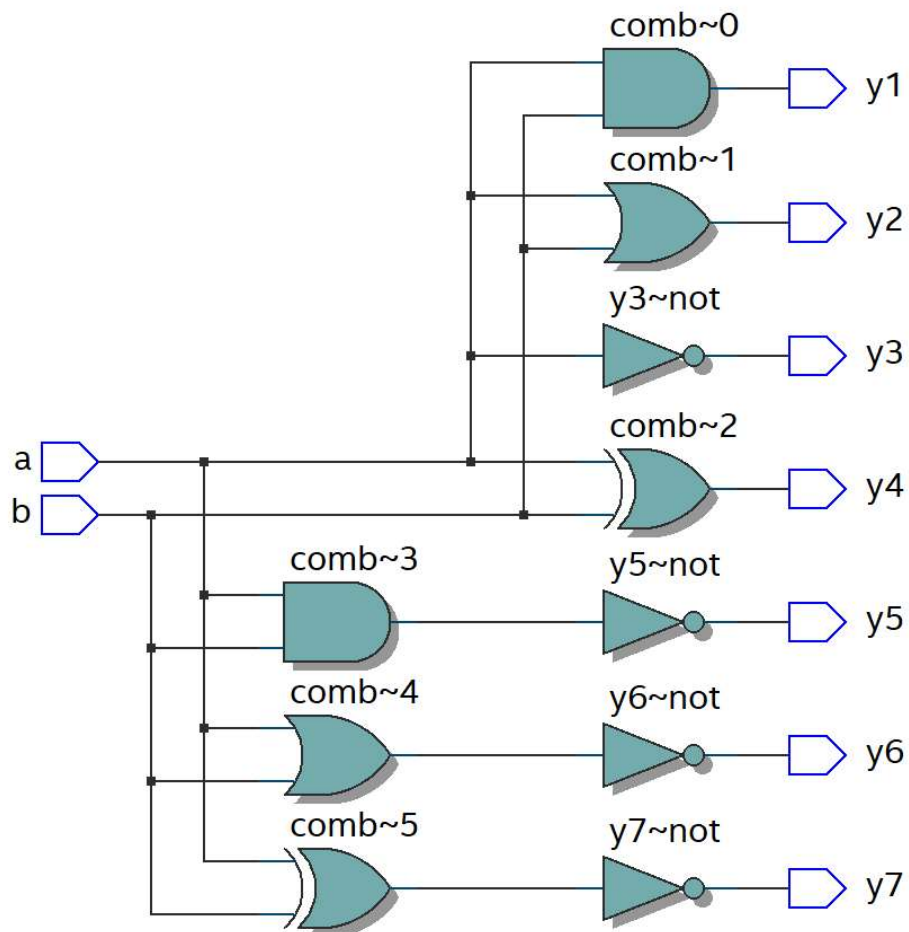 comb~0
y1
comb~1
y2
y3~not
y3
comb~2
a
y4
b
comb~3
y5~not
y5
comb~4
y6~not
y6
comb~5
y7~not
y7